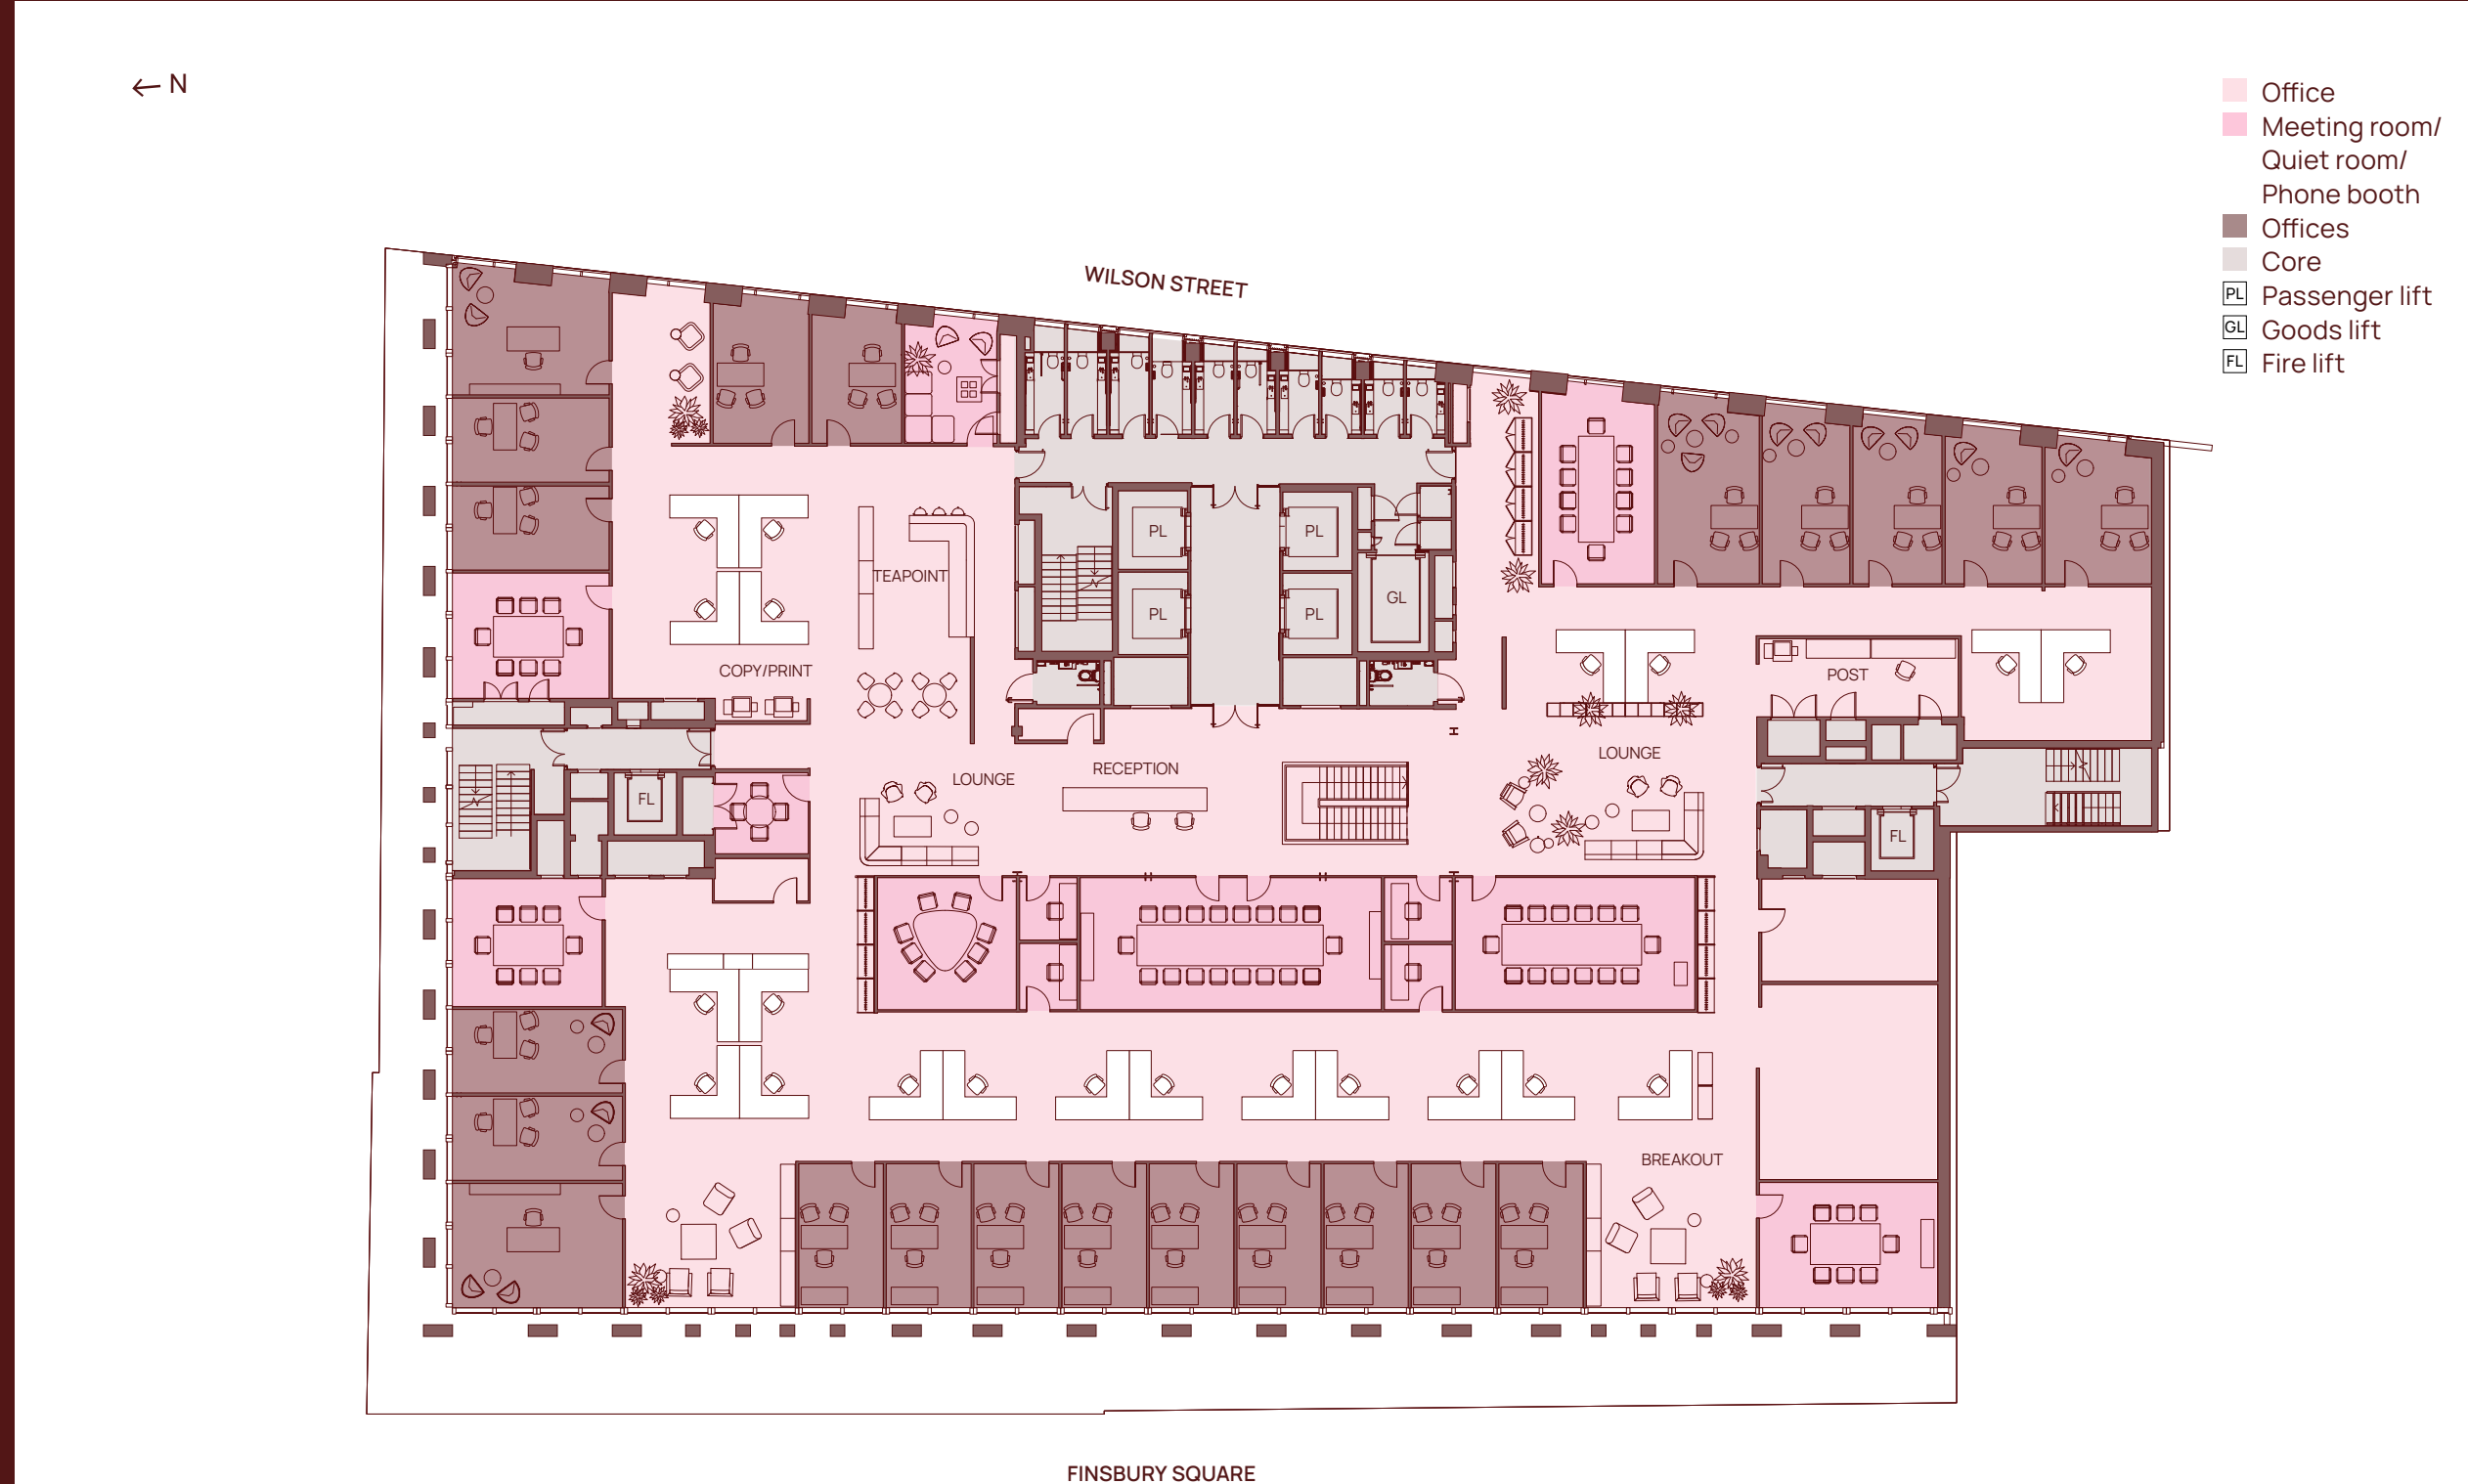 ← N
Office
Meeting room/
Quiet room/
Phone booth
Offices
Core
PL Passenger lift
GL Goods lift
FL Fire lift
WILSON STREET
PL
PL
TEAPOINT
GL
PL
PL
COPY/PRINT
POST
LOUNGE
RECEPTION
LOUNGE
FL
FL
BREAKOUT
FINSBURY SQUARE